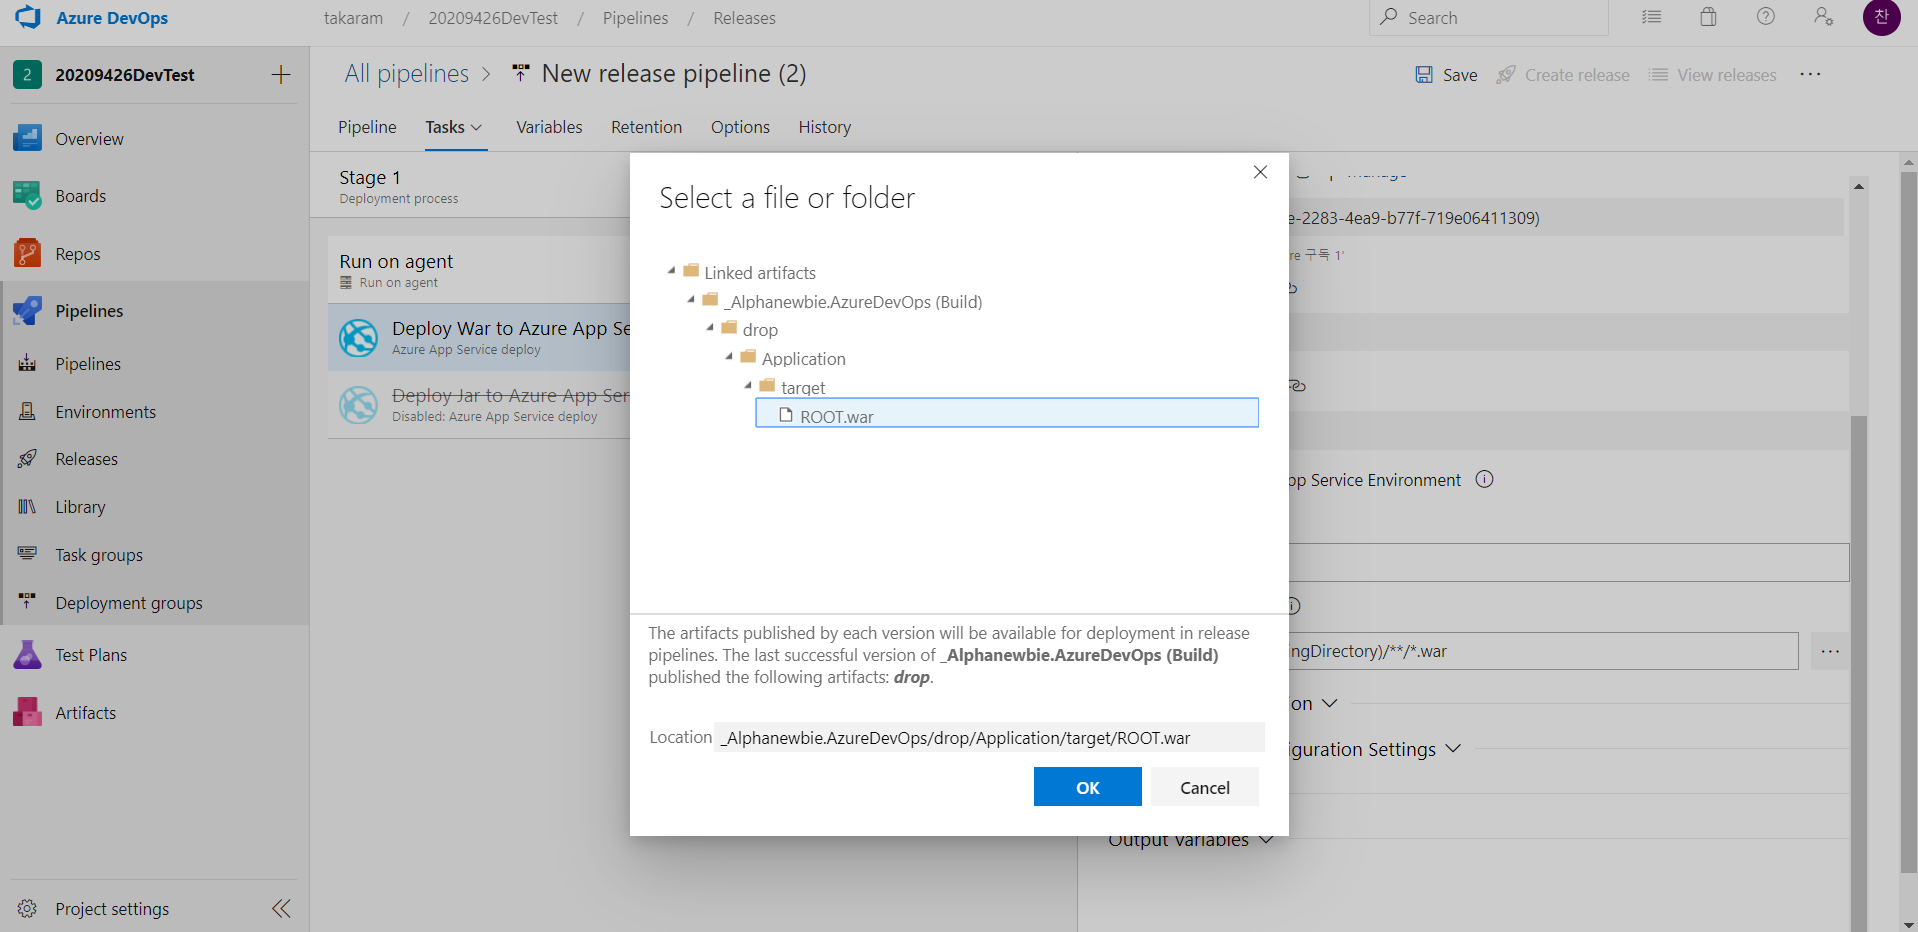 Azure DevOps
takaram / 20209426DevTest / Pipelines / Releases
Search
찬
2 20209426DevTest
Overview
Boards
Repos
Pipelines
Pipelines
Environments
Releases
Library
Task groups
Deployment groups
Test Plans
Artifacts
Project settings
All pipelines > New release pipeline (2)
Save
Create release
View releases
Pipeline
Tasks
Variables
Retention
Options
History
Stage 1
Deployment process
Run on agent
Run on agent
Deploy War to Azure App Se
Azure App Service deploy
Deploy Jar to Azure App Ser
Disabled: Azure App Service deploy
Select a file or folder
Linked artifacts
_Alphanewbie.AzureDevOps (Build)
drop
Application
target
ROOT.war
The artifacts published by each version will be available for deployment in release
pipelines. The last successful version of _Alphanewbie.AzureDevOps (Build)
published the following artifacts: drop.
Location _Alphanewbie.AzureDevOps/drop/Application/target/ROOT.war
OK
Cancel
e-2283-4ea9-b77f-719e06411309)
re 구독 1'
pp Service Environment
ngDirectory)/**/*.war
on
guration Settings
Output Variables